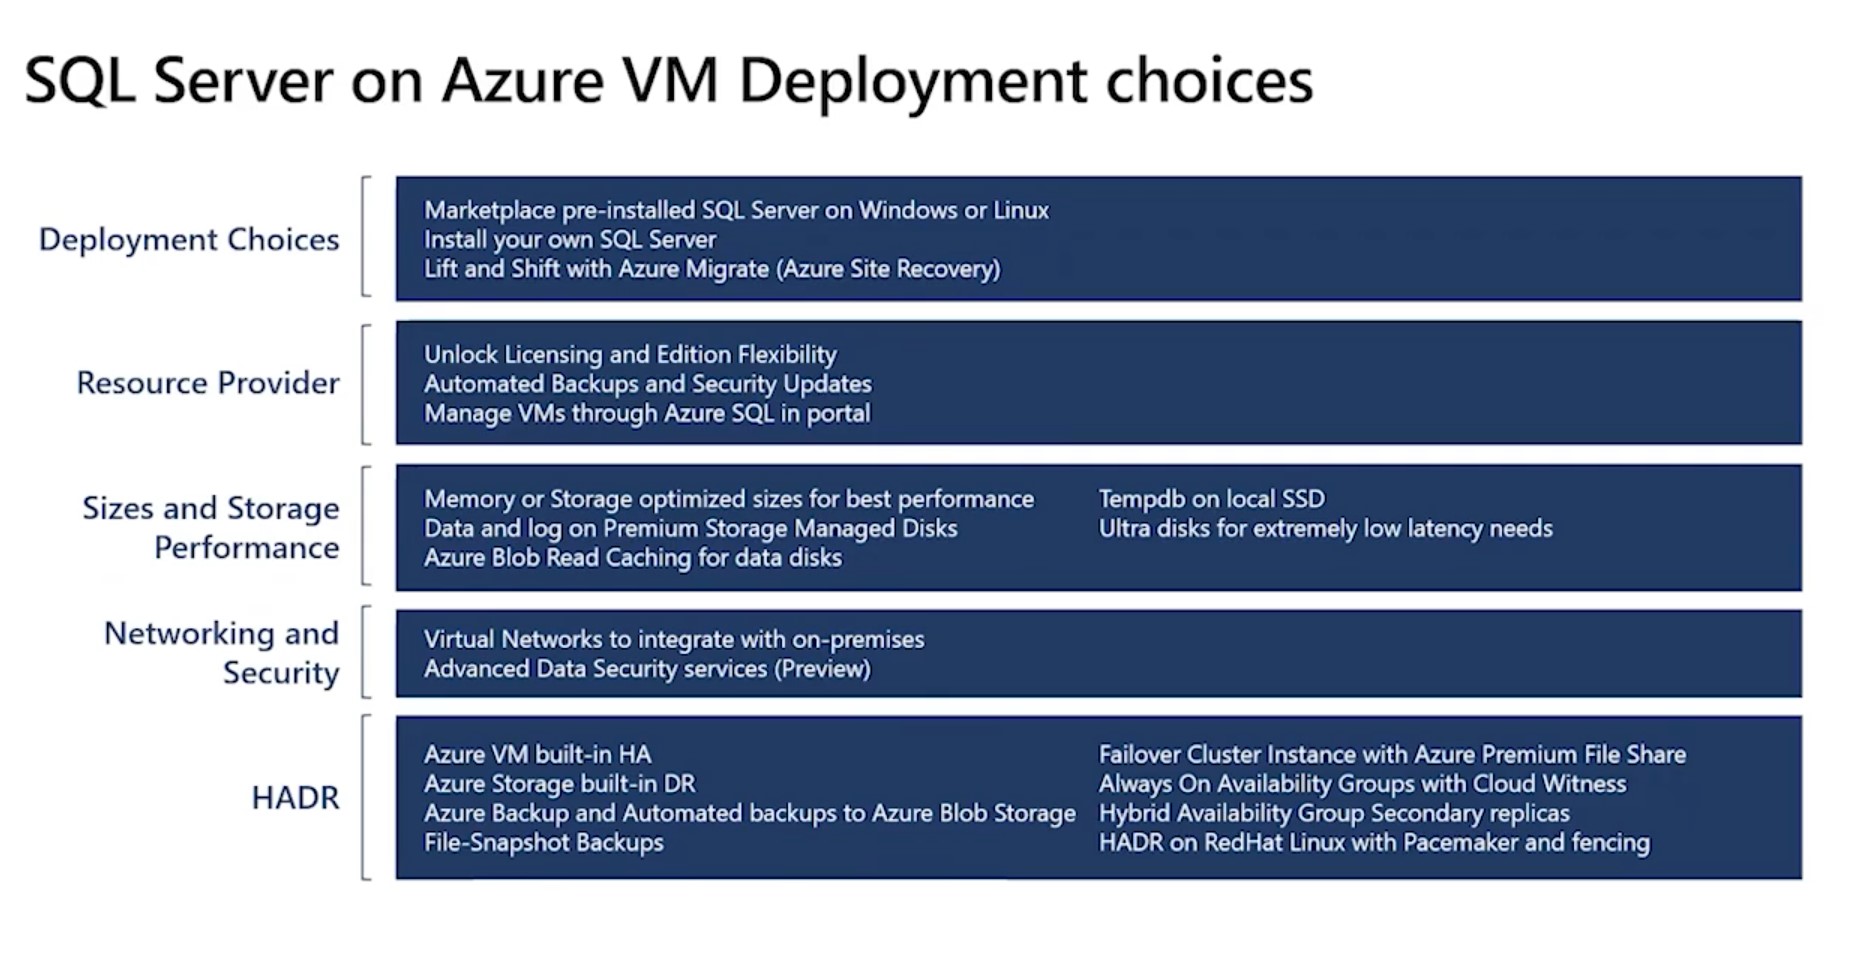 SQL Server on Azure VM Deployment choices
Deployment Choices
Marketplace pre-installed SQL Server on Windows or Linux
Install your own SQL Server
Lift and Shift with Azure Migrate (Azure Site Recovery)
Resource Provider
Unlock Licensing and Edition Flexibility
Automated Backups and Security Updates
Manage VMs through Azure SQL in portal
Sizes and Storage
Performance
Memory or Storage optimized sizes for best performance
Data and log on Premium Storage Managed Disks
Azure Blob Read Caching for data disks
Tempdb on local SSD
Ultra disks for extremely low latency needs
Networking and
Security
Virtual Networks to integrate with on-premises
Advanced Data Security services (Preview)
HADR
Azure VM built-in HA
Azure Storage built-in DR
Azure Backup and Automated backups to Azure Blob Storage
File-Snapshot Backups
Failover Cluster Instance with Azure Premium File Share
Always On Availability Groups with Cloud Witness
Hybrid Availability Group Secondary replicas
HADR on RedHat Linux with Pacemaker and fencing